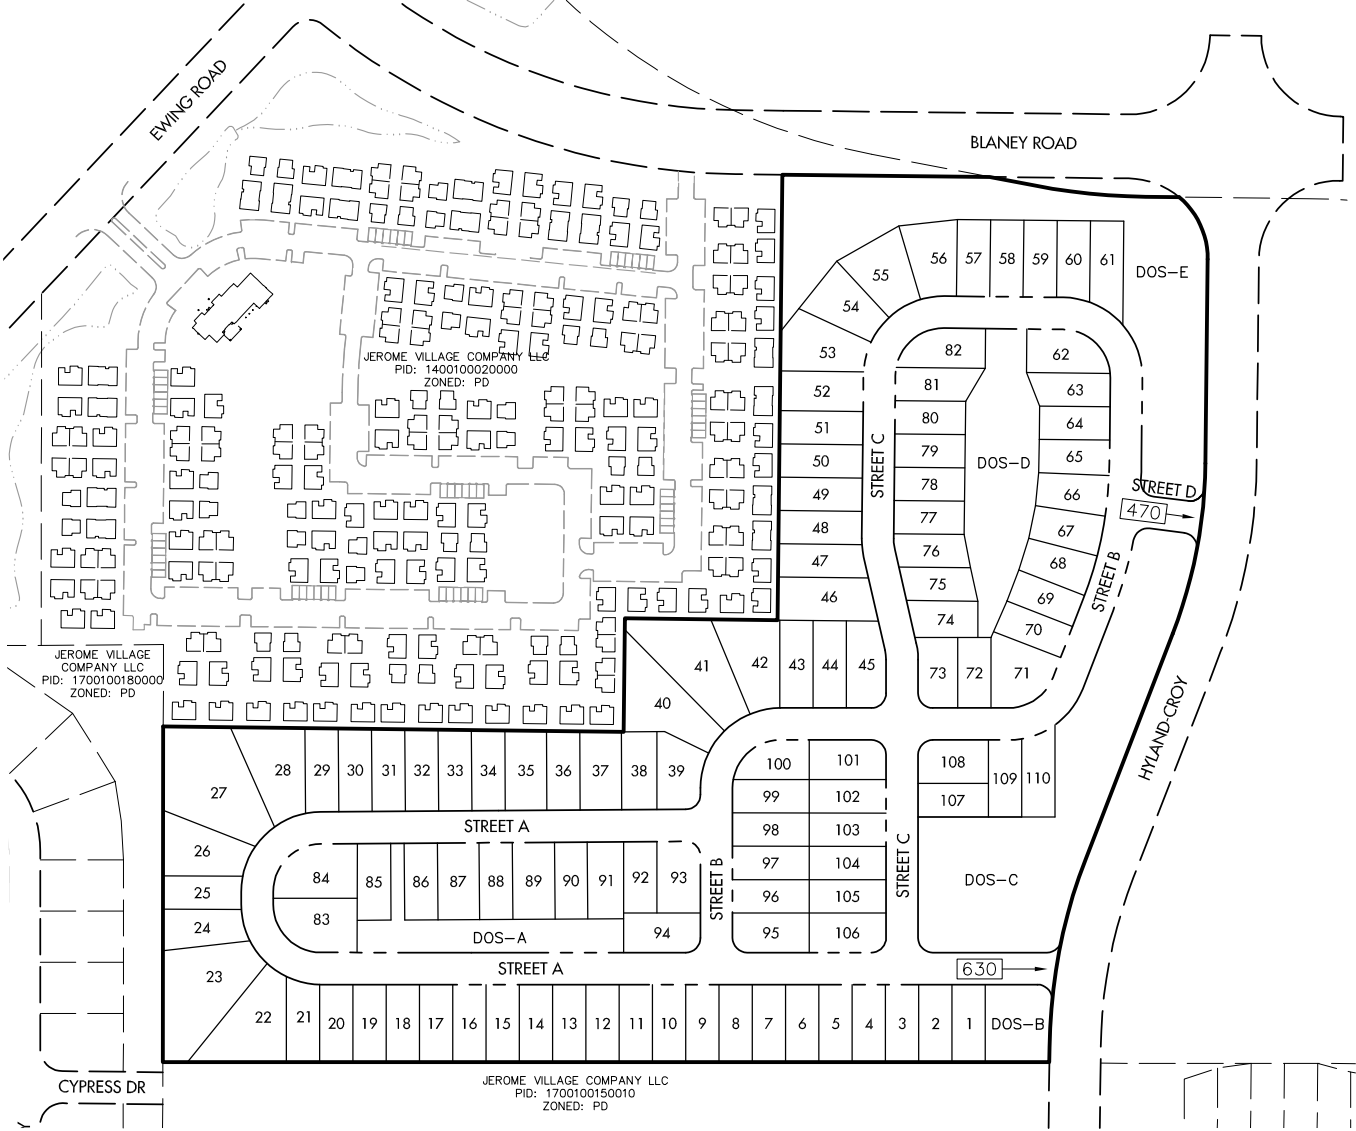 EWING ROAD
BLANEY ROAD
56 57 58 59 60 61
55
DOS-E
54
53
82
62
JEROME VILLAGE COMPANY LLC
PID: 1400100020000
ZONED: PD
52
81
63
51
80
64
50
79
DOS-D
65
STREET C
49
78
66
STREET D
470
48
77
67
47
76
68
STREET B
46
75
69
74
70
JEROME VILLAGE
COMPANY LLC
PID: 1700100180000
ZONED: PD
41 42 43 44 45
73 72 71
40
HYLAND-CROY
27
28 29 30 31 32 33 34 35 36 37 38 39
100 101
108
109 110
99 102
107
STREET A
98 103
26
97 104
STREET C
25
84
85 86 87 88 89 90 91 92 93
STREET B
DOS-C
96 105
24
83
DOS-A
94
95 106
23
STREET A
630
22 21 20 19 18 17 16 15 14 13 12 11 10 9 8 7 6 5 4 3 2 1 DOS-B
CYPRESS DR
JEROME VILLAGE COMPANY LLC
PID: 1700100150010
ZONED: PD